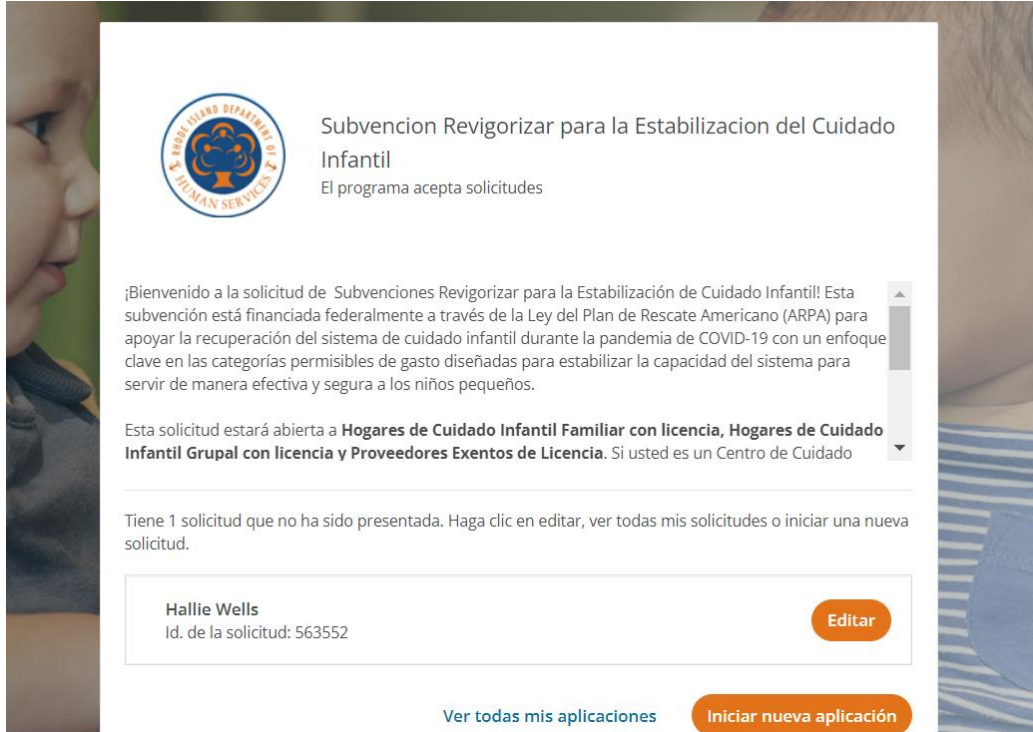 RHODE ISLAND DEPARTMENT OF
HUMAN SERVICES
Subvencion Revigorizar para la Estabilizacion del Cuidado
Infantil
El programa acepta solicitudes
¡Bienvenido a la solicitud de  Subvenciones Revigorizar para la Estabilización de Cuidado Infantil! Esta
subvención está financiada federalmente a través de la Ley del Plan de Rescate Americano (ARPA) para
apoyar la recuperación del sistema de cuidado infantil durante la pandemia de COVID-19 con un enfoque
clave en las categorías permisibles de gasto diseñadas para estabilizar la capacidad del sistema para
servir de manera efectiva y segura a los niños pequeños.
Esta solicitud estará abierta a Hogares de Cuidado Infantil Familiar con licencia, Hogares de Cuidado
Infantil Grupal con licencia y Proveedores Exentos de Licencia. Si usted es un Centro de Cuidado
Tiene 1 solicitud que no ha sido presentada. Haga clic en editar, ver todas mis solicitudes o iniciar una nueva
solicitud.
Hallie Wells
Id. de la solicitud: 563552
Editar
Ver todas mis aplicaciones
Iniciar nueva aplicación